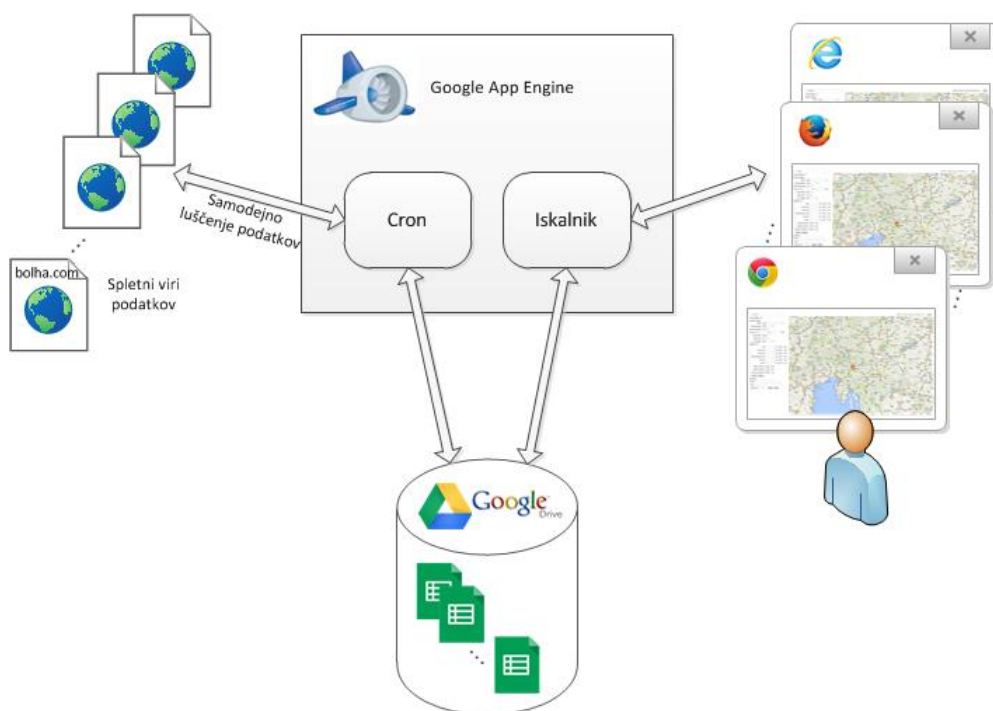 Google App Engine
Samodejno
luščenje podatkov
Cron
Iskalnik
bolha.com
Spletni viri
podatkov
Google
Drive